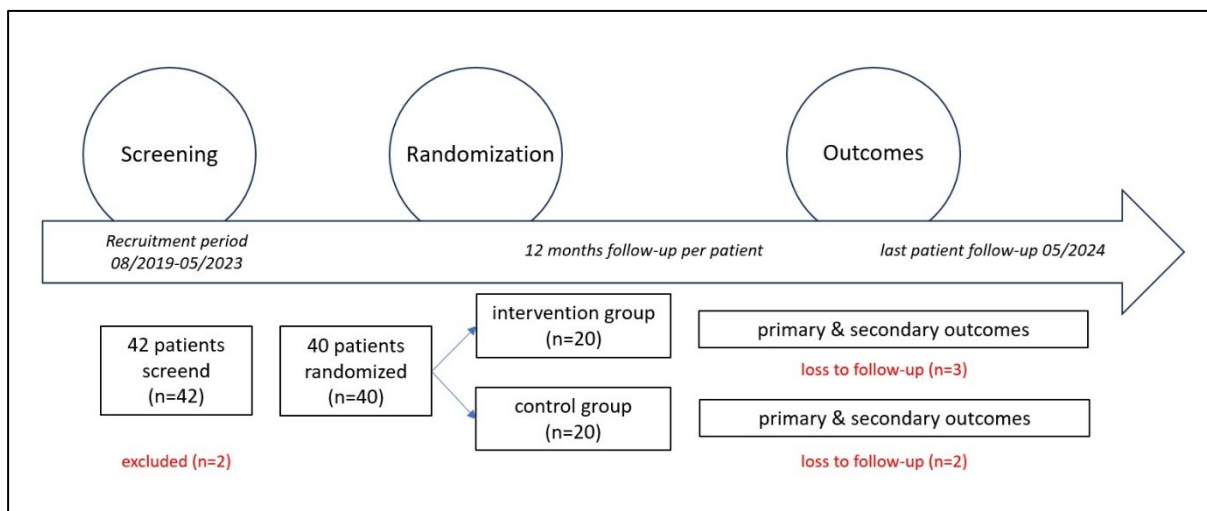 Screening
Randomization
Outcomes
Recruitment period
08/2019-05/2023
12 months follow-up per patient
last patient follow-up 05/2024
42 patients
screend
(n=42)
excluded (n=2)
40 patients
randomized
(n=40)
intervention group
(n=20)
control group
(n=20)
primary & secondary outcomes
loss to follow-up (n=3)
primary & secondary outcomes
loss to follow-up (n=2)